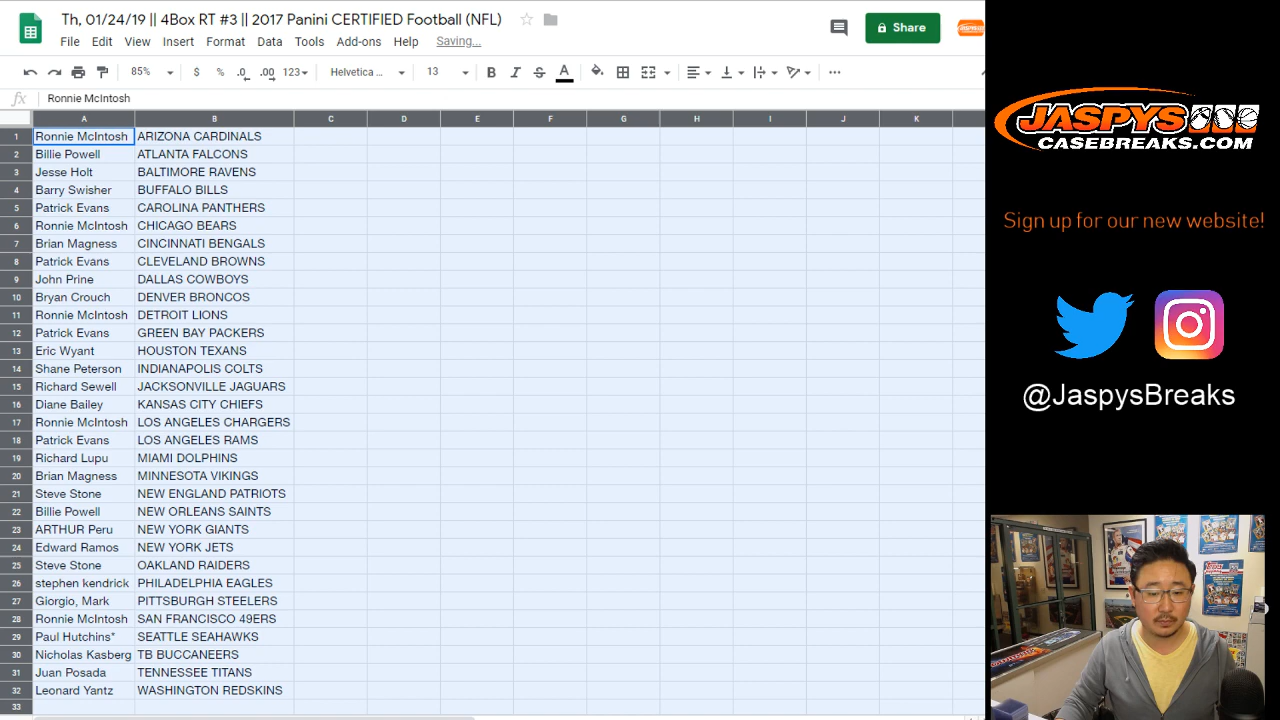 Th, 01/24/19 || 4Box RT #3 || 2017 Panini CERTIFIED Football (NFL)
File Edit View Insert Format Data Tools Add-ons Help Saving...
Share
85% $ % .0 .00 123 Helvetica ... 13 B I S A ...
fx Ronnie McIntosh
A B C D E F G H I J K
1 Ronnie McIntosh ARIZONA CARDINALS
2 Billie Powell ATLANTA FALCONS
3 Jesse Holt BALTIMORE RAVENS
4 Barry Swisher BUFFALO BILLS
5 Patrick Evans CAROLINA PANTHERS
6 Ronnie McIntosh CHICAGO BEARS
7 Brian Magness CINCINNATI BENGALS
8 Patrick Evans CLEVELAND BROWNS
9 John Prine DALLAS COWBOYS
10 Bryan Crouch DENVER BRONCOS
11 Ronnie McIntosh DETROIT LIONS
12 Patrick Evans GREEN BAY PACKERS
13 Eric Wyant HOUSTON TEXANS
14 Shane Peterson INDIANAPOLIS COLTS
15 Richard Sewell JACKSONVILLE JAGUARS
16 Diane Bailey KANSAS CITY CHIEFS
17 Ronnie McIntosh LOS ANGELES CHARGERS
18 Patrick Evans LOS ANGELES RAMS
19 Richard Lupu MIAMI DOLPHINS
20 Brian Magness MINNESOTA VIKINGS
21 Steve Stone NEW ENGLAND PATRIOTS
22 Billie Powell NEW ORLEANS SAINTS
23 ARTHUR Peru NEW YORK GIANTS
24 Edward Ramos NEW YORK JETS
25 Steve Stone OAKLAND RAIDERS
26 stephen kendrick PHILADELPHIA EAGLES
27 Giorgio, Mark PITTSBURGH STEELERS
28 Ronnie McIntosh SAN FRANCISCO 49ERS
29 Paul Hutchins* SEATTLE SEAHAWKS
30 Nicholas Kasberg TB BUCCANEERS
31 Juan Posada TENNESSEE TITANS
32 Leonard Yantz WASHINGTON REDSKINS
33
JASPYS
CASEBREAKS.COM
Sign up for our new website!
@JaspysBreaks